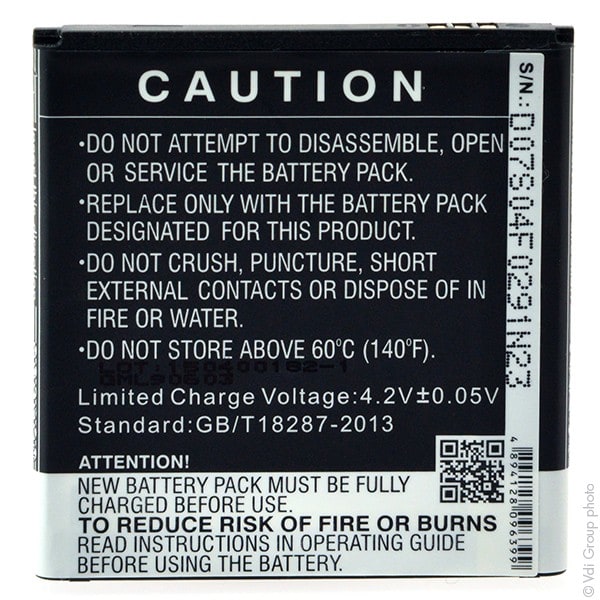 CAUTION
•DO NOT ATTEMPT TO DISASSEMBLE, OPEN
OR SERVICE THE BATTERY PACK.
•REPLACE ONLY WITH THE BATTERY PACK
DESIGNATED FOR THIS PRODUCT.
•DO NOT CRUSH, PUNCTURE, SHORT
EXTERNAL CONTACTS OR DISPOSE OF IN
FIRE OR WATER.
•DO NOT STORE ABOVE 60°C (140°F).
Limited Charge Voltage:4.2V±0.05V
Standard:GB/T18287-2013
ATTENTION!
NEW BATTERY PACK MUST BE FULLY
CHARGED BEFORE USE.
TO REDUCE RISK OF FIRE OR BURNS
READ INSTRUCTIONS IN OPERATING GUIDE
BEFORE USING THE BATTERY.
S/N.: D007S04F0291N23
4894128096399
© Vdi Group photo